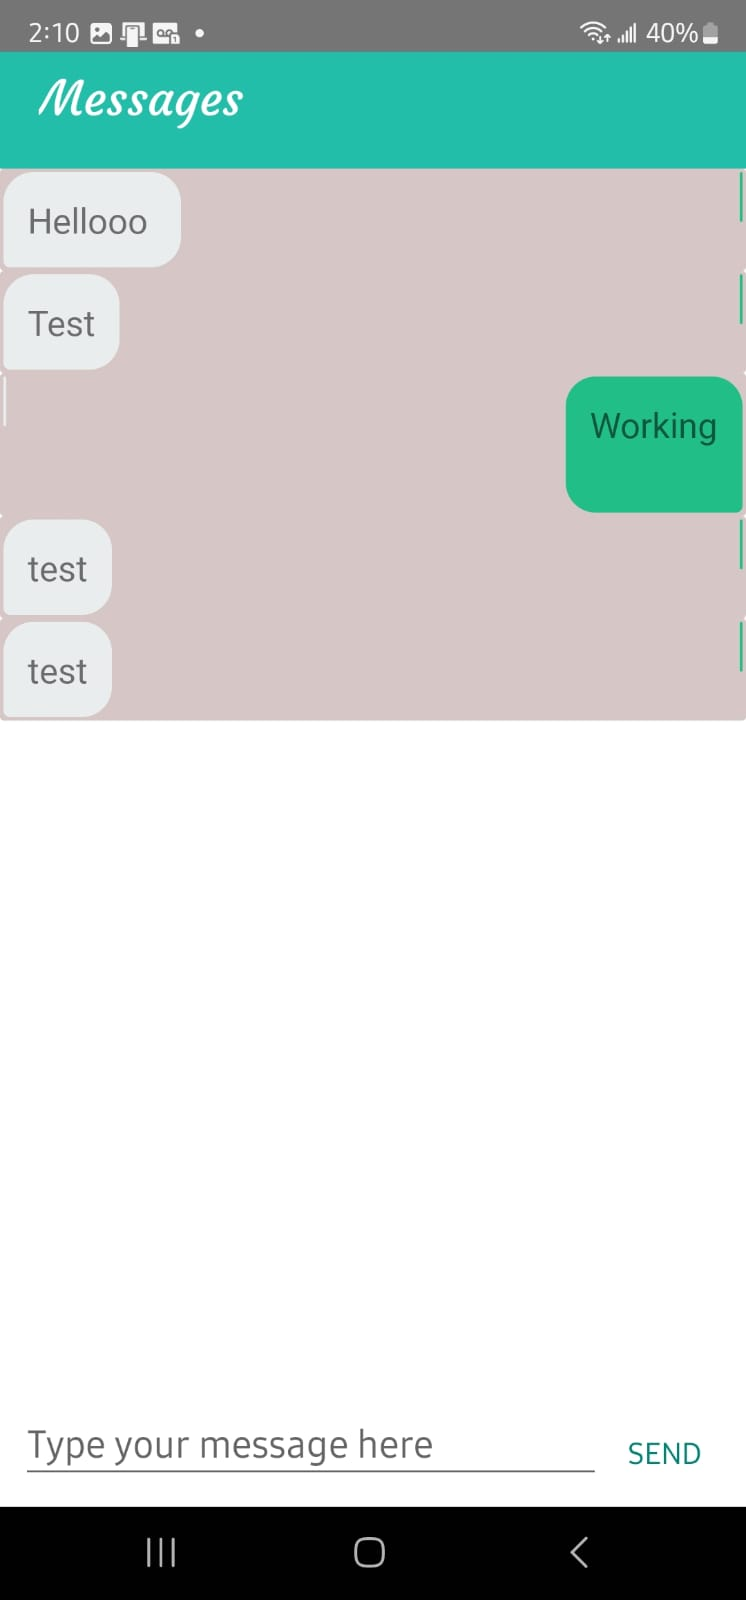 2:10 40%
Messages
Hellooo
Test
Working
test
test
Type your message here SEND